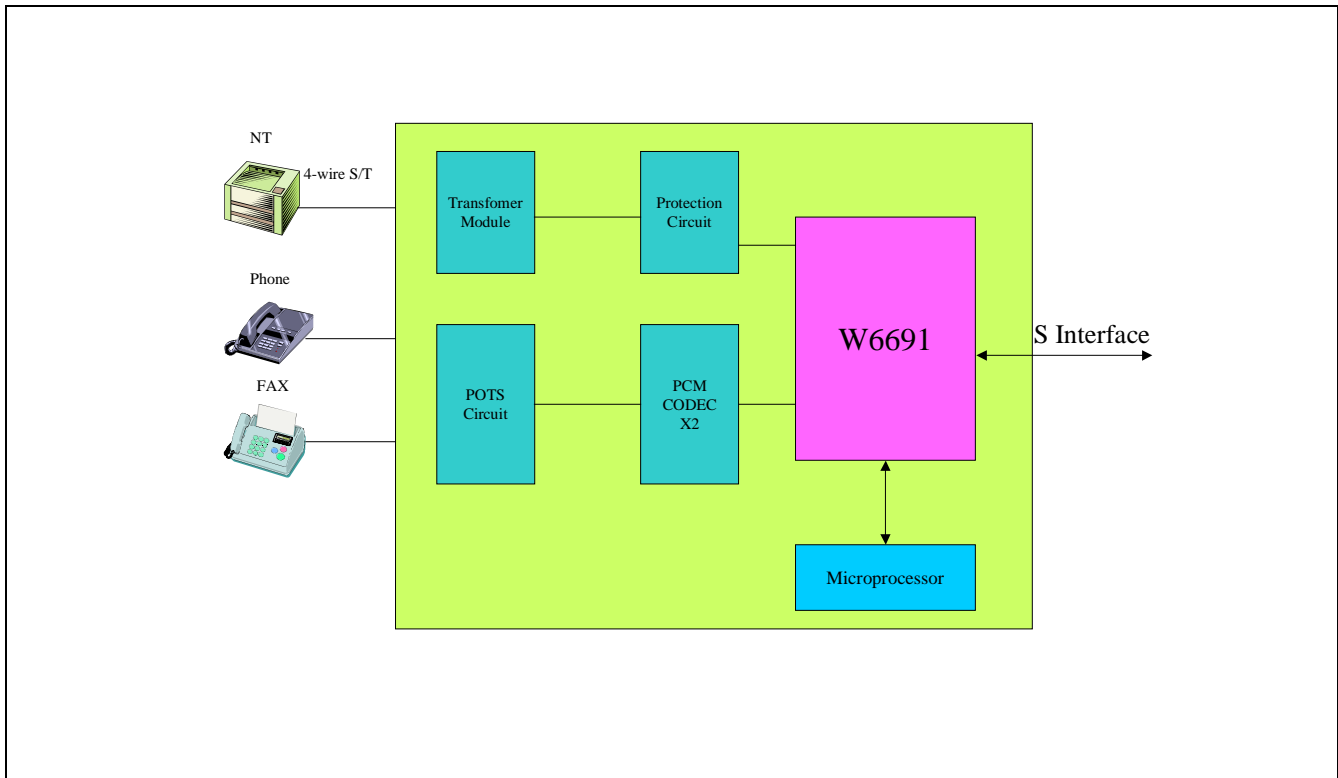 NT
4-wire S/T
Transfomer
Module
Protection
Circuit
Phone
W6691
S Interface
FAX
POTS
Circuit
PCM
CODEC
X2
Microprocessor